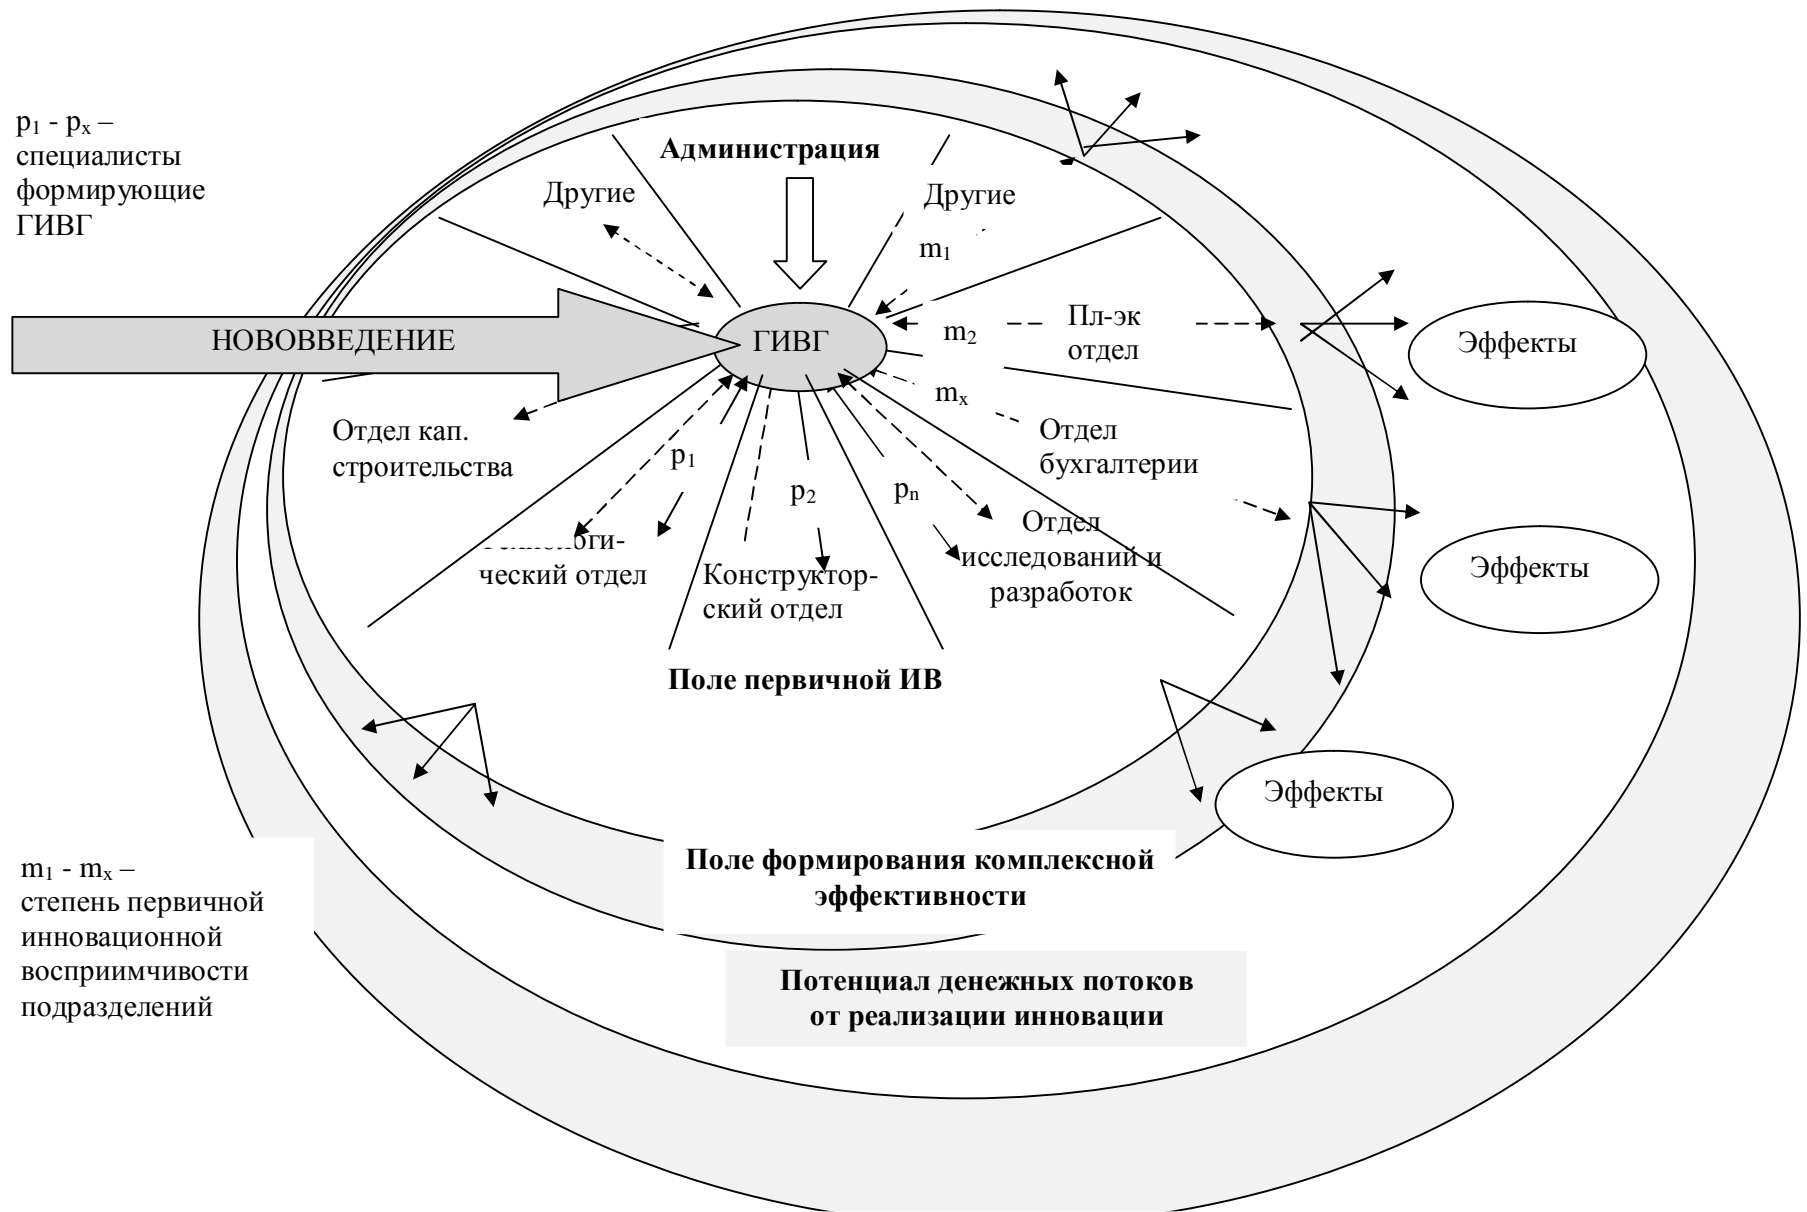 p₁ - pₓ –
специалисты
формирующие
ГИВГ
Администрация
Другие
Другие
m₁
НОВОВВЕДЕНИЕ
ГИВГ
m₂
Пл-эк
отдел
Эффекты
mₓ
Отдел кап.
строительства
Отдел
бухгалтерии
p₁
p₂
pₙ
ческий отдел
Конструктор-
ский отдел
Отдел
исследований и
разработок
Эффекты
Поле первичной ИВ
Эффекты
Поле формирования комплексной
эффективности
m₁ - mₓ –
степень первичной
инновационной
восприимчивости
подразделений
Потенциал денежных потоков
от реализации инновации